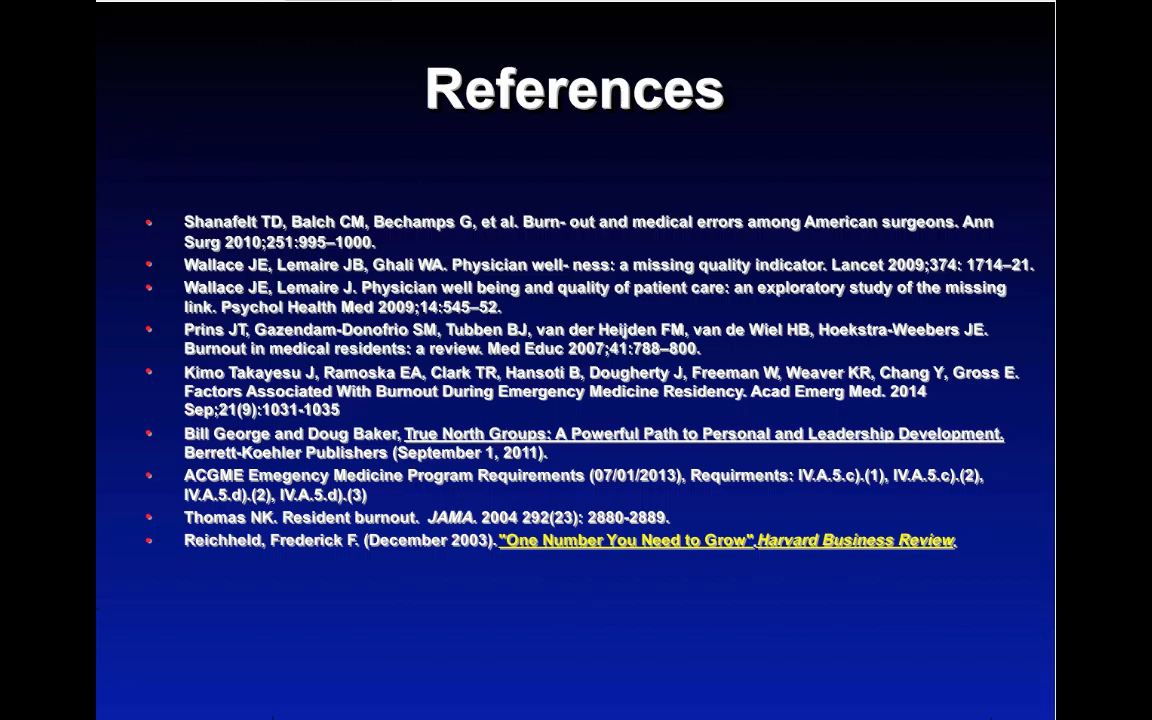 References
• Shanafelt TD, Balch CM, Bechamps G, et al. Burn- out and medical errors among American surgeons. Ann
Surg 2010;251:995–1000.
• Wallace JE, Lemaire JB, Ghali WA. Physician well- ness: a missing quality indicator. Lancet 2009;374: 1714–21.
• Wallace JE, Lemaire J. Physician well being and quality of patient care: an exploratory study of the missing
link. Psychol Health Med 2009;14:545–52.
• Prins JT, Gazendam-Donofrio SM, Tubben BJ, van der Heijden FM, van de Wiel HB, Hoekstra-Weebers JE.
Burnout in medical residents: a review. Med Educ 2007;41:788–800.
• Kimo Takayesu J, Ramoska EA, Clark TR, Hansoti B, Dougherty J, Freeman W, Weaver KR, Chang Y, Gross E.
Factors Associated With Burnout During Emergency Medicine Residency. Acad Emerg Med. 2014
Sep;21(9):1031-1035
• Bill George and Doug Baker, True North Groups: A Powerful Path to Personal and Leadership Development.
Berrett-Koehler Publishers (September 1, 2011).
• ACGME Emegency Medicine Program Requirements (07/01/2013), Requirments: IV.A.5.c).(1), IV.A.5.c).(2),
IV.A.5.d).(2), IV.A.5.d).(3)
• Thomas NK. Resident burnout. JAMA. 2004 292(23): 2880-2889.
• Reichheld, Frederick F. (December 2003). "One Number You Need to Grow". Harvard Business Review.